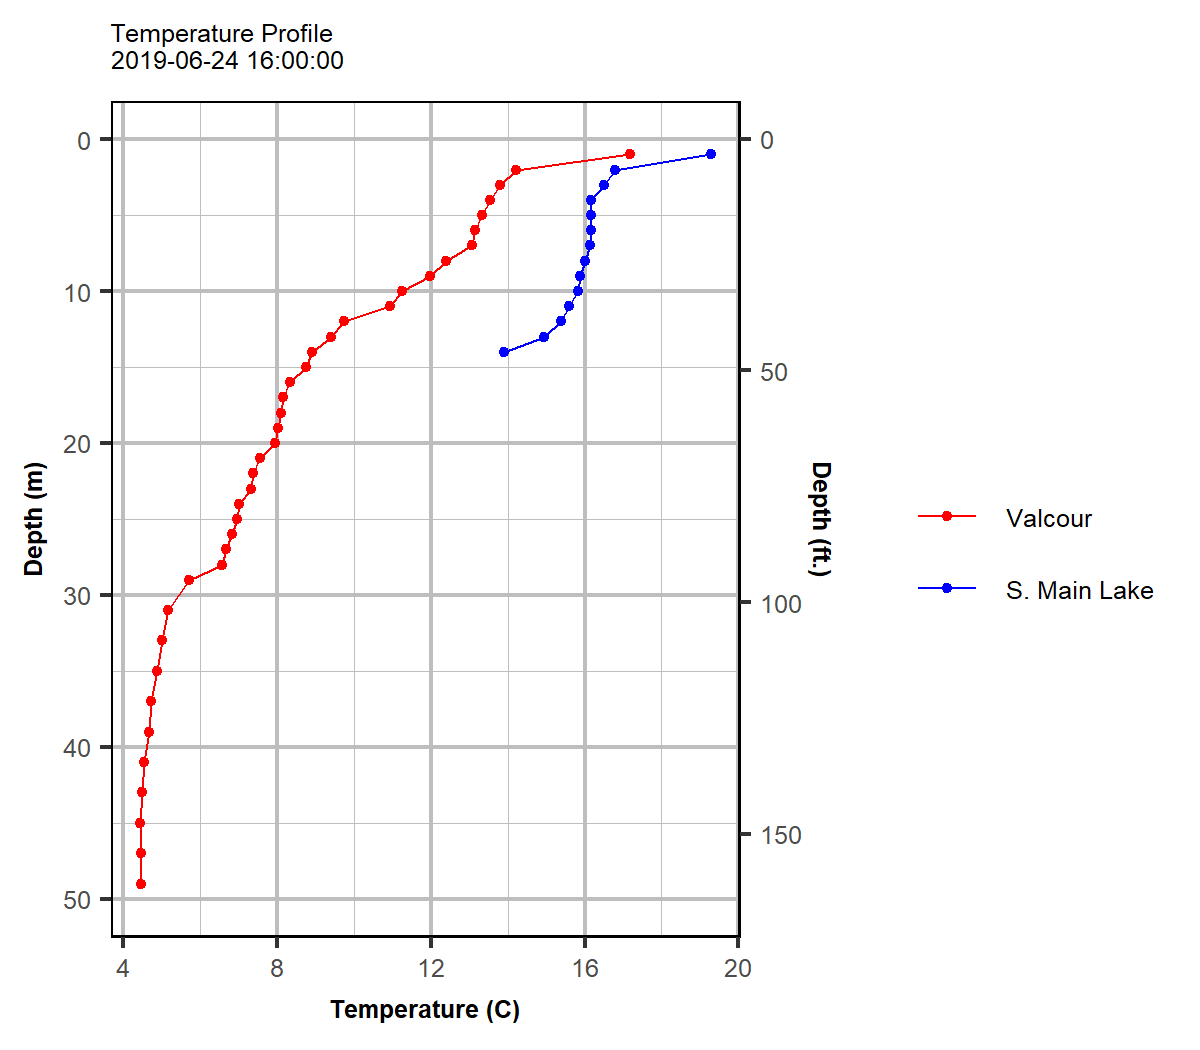 Temperature Profile
2019-06-24 16:00:00
0
10
20
30
40
50
Depth (m)
0
50
100
150
Depth (ft.)
4 8 12 16 20
Temperature (C)
Valcour
S. Main Lake